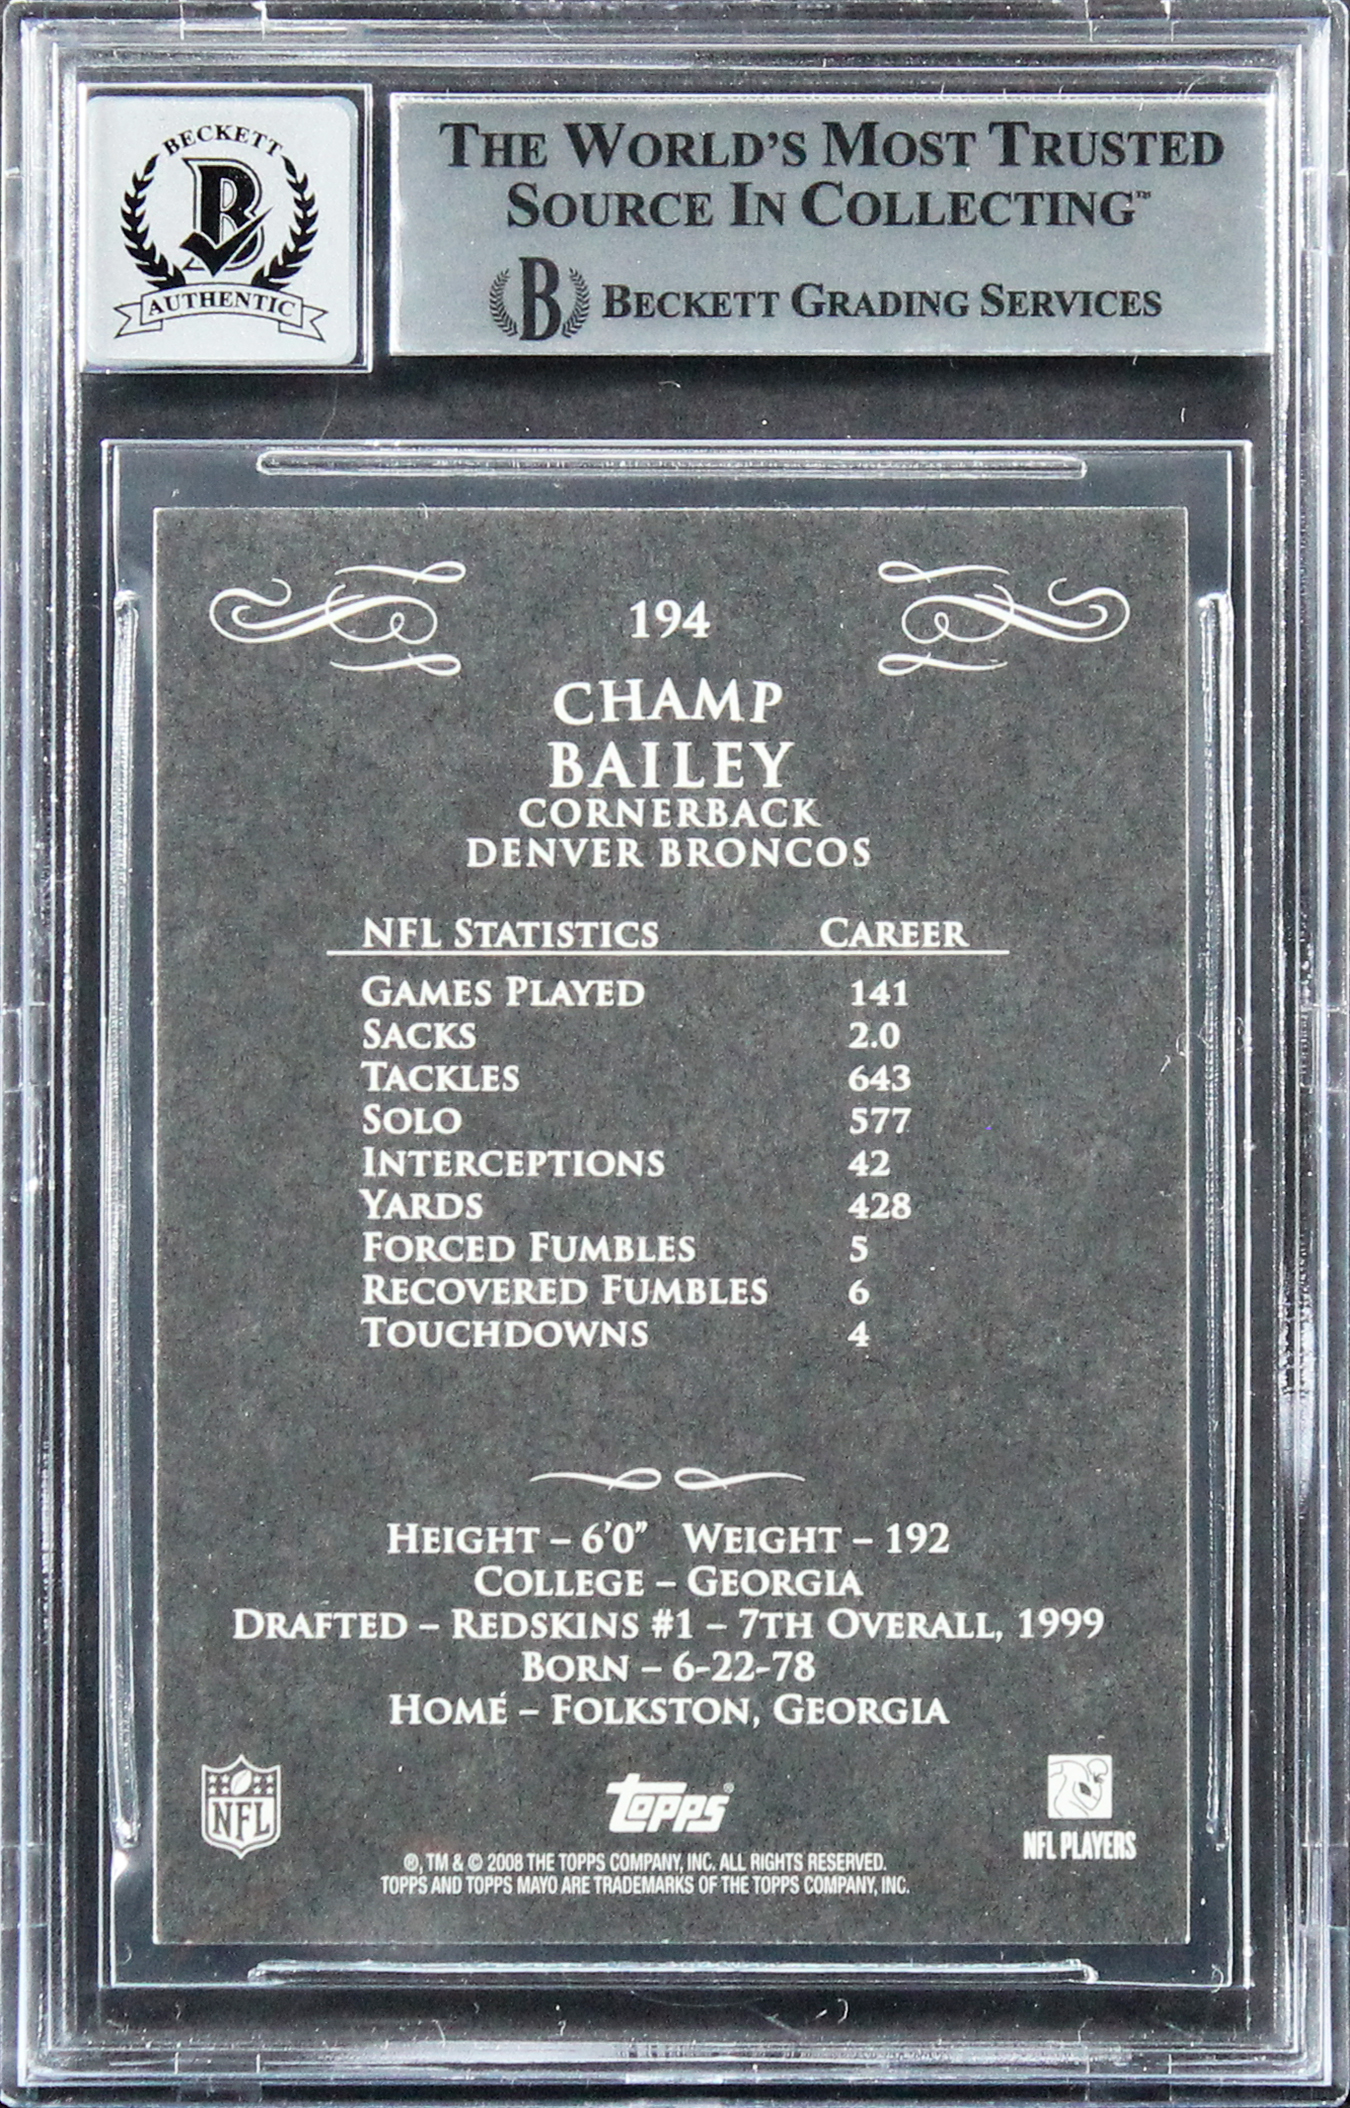 BECKETT
B
AUTHENTIC
THE WORLD'S MOST TRUSTED
SOURCE IN COLLECTING™
B BECKETT GRADING SERVICES
194
CHAMP
BAILEY
CORNERBACK
DENVER BRONCOS
NFL STATISTICS CAREER
GAMES PLAYED 141
SACKS 2.0
TACKLES 643
SOLO 577
INTERCEPTIONS 42
YARDS 428
FORCED FUMBLES 5
RECOVERED FUMBLES 6
TOUCHDOWNS 4
HEIGHT – 6'0" WEIGHT – 192
COLLEGE – GEORGIA
DRAFTED – REDSKINS #1 – 7TH OVERALL, 1999
BORN – 6-22-78
HOME – FOLKSTON, GEORGIA
NFL
topps®
NFL PLAYERS
®, TM & © 2008 THE TOPPS COMPANY, INC. ALL RIGHTS RESERVED.
TOPPS AND TOPPS MAYO ARE TRADEMARKS OF THE TOPPS COMPANY, INC.